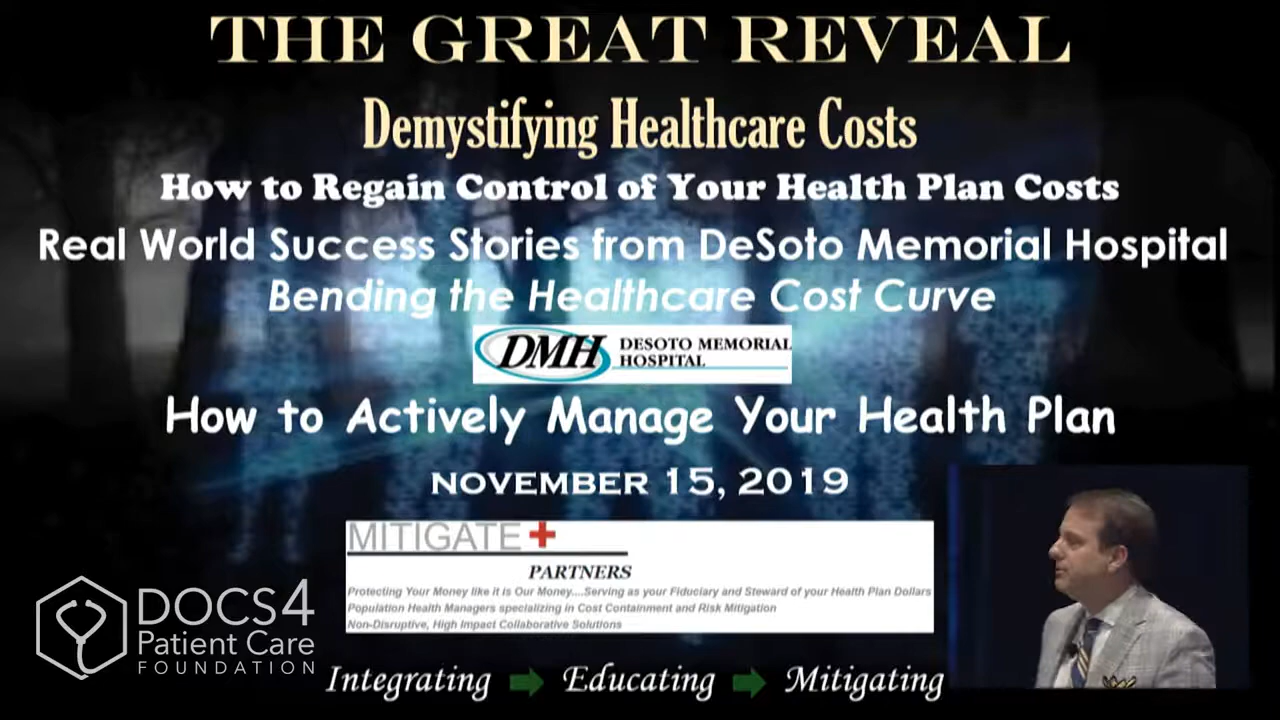 THE GREAT REVEAL
Demystifying Healthcare Costs
How to Regain Control of Your Health Plan Costs
Real World Success Stories from DeSoto Memorial Hospital
Bending the Healthcare Cost Curve
DMH DESOTO MEMORIAL
HOSPITAL
How to Actively Manage Your Health Plan
NOVEMBER 15, 2019
MITIGATE
PARTNERS
Protecting Your Money like it is Our Money....Serving as your Fiduciary and Steward of your Health Plan Dollars
Population Health Managers specializing in Cost Containment and Risk Mitigation
Non-Disruptive, High Impact Collaborative Solutions
DOCS4
Patient Care
FOUNDATION
Integrating Educating Mitigating